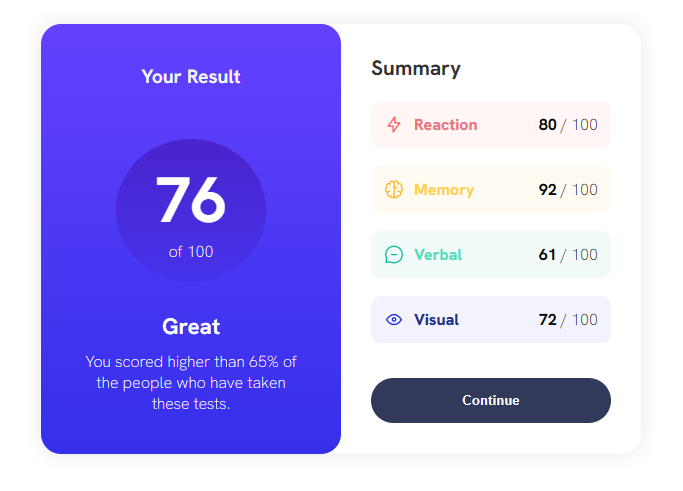 Your Result
76
of 100
Great
You scored higher than 65% of
the people who have taken
these tests.
Summary
Reaction 80 / 100
Memory 92 / 100
Verbal 61 / 100
Visual 72 / 100
Continue